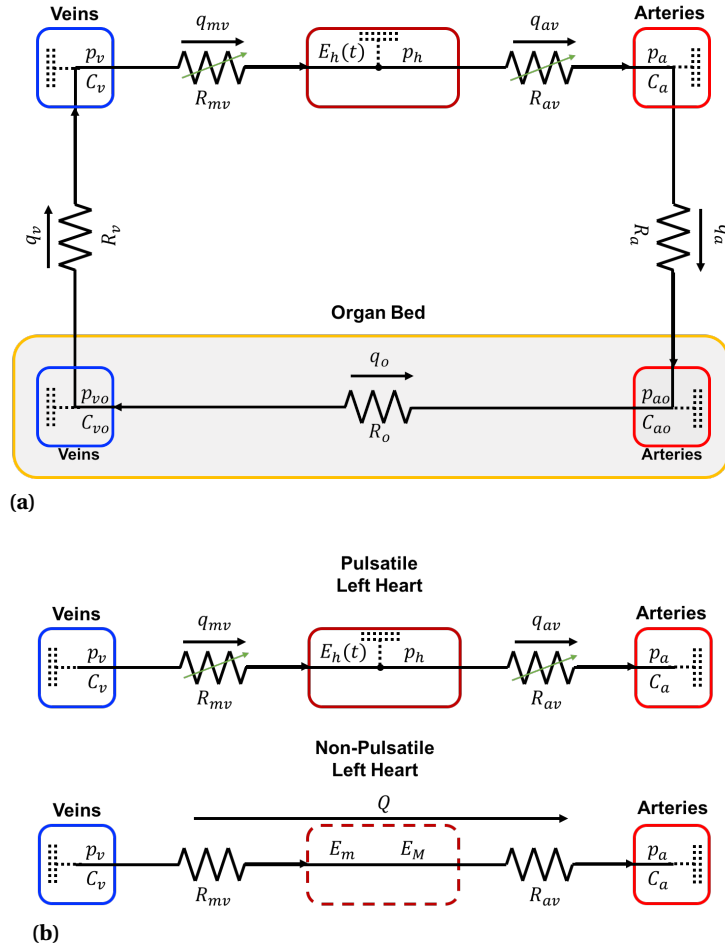 Veins
Arteries
q_mv
q_av
p_v
E_h(t)
p_h
p_a
C_v
C_a
R_mv
R_av
q_v
R_v
R_a
q_a
Organ Bed
q_o
p_vo
p_ao
C_vo
R_o
C_ao
Veins
Arteries
(a)
Pulsatile
Left Heart
Veins
Arteries
q_mv
q_av
p_v
E_h(t)
p_h
p_a
C_v
C_a
R_mv
R_av
Non-Pulsatile
Left Heart
Veins
Arteries
Q
p_v
E_m
E_M
p_a
C_v
C_a
R_mv
R_av
(b)